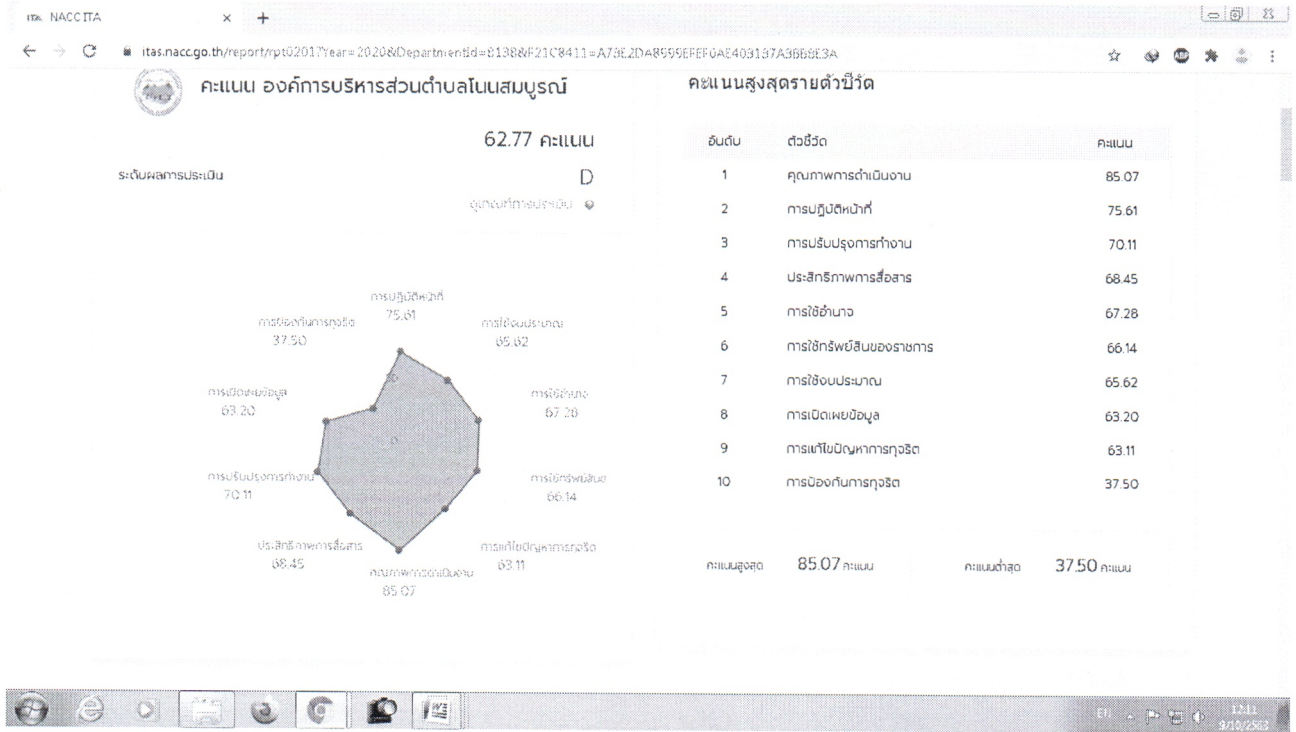 ITA NACC ITA
itas.nacc.go.th/report/rpt0201?Year=2020&DepartmentId=8138&
คะแนน องค์การบริหารส่วนตำบลโนนสมบูรณ์
62.77 คะแนน
ระดับผลการประเมิน
D
ดูเกณฑ์การประเมิน
การปฏิบัติหน้าที่
75.61
การใช้งบประมาณ
65.62
การใช้อำนาจ
67.28
การใช้ทรัพย์สินข
66.14
การแก้ไขปัญหาการทุจริต
63.11
คุณภาพการดำเนินงาน
85.07
ประสิทธิภาพการสื่อสาร
68.45
การปรับปรุงการทำงาน
70.11
การเปิดเผยข้อมูล
63.20
การป้องกันการทุจริต
37.50
50
0
คะแนนสูงสุดรายตัวชี้วัด
อันดับ ตัวชี้วัด คะแนน
1 คุณภาพการดำเนินงาน 85.07
2 การปฏิบัติหน้าที่ 75.61
3 การปรับปรุงการทำงาน 70.11
4 ประสิทธิภาพการสื่อสาร 68.45
5 การใช้อำนาจ 67.28
6 การใช้ทรัพย์สินของราชการ 66.14
7 การใช้งบประมาณ 65.62
8 การเปิดเผยข้อมูล 63.20
9 การแก้ไขปัญหาการทุจริต 63.11
10 การป้องกันการทุจริต 37.50
คะแนนสูงสุด 85.07 คะแนน คะแนนต่ำสุด 37.50 คะแนน
EN
12:11
9/10/2563